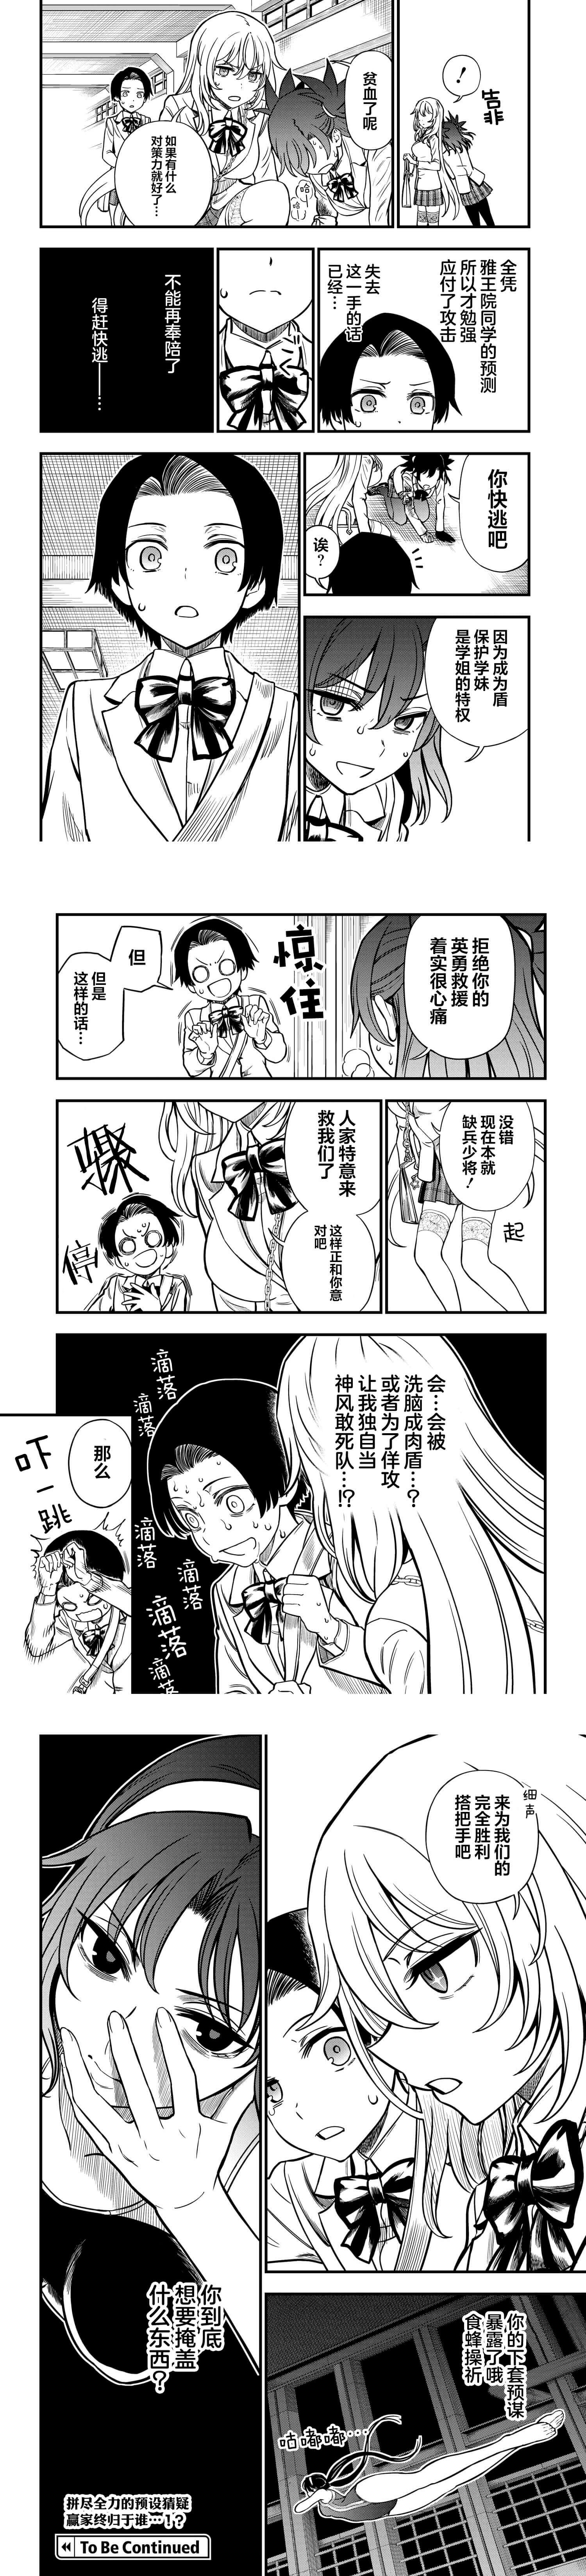 ！
告非
贫血了呢
哈
哈
如果有什么
对策力就好了…
全凭
雅王院同学的预测
所以才勉强
应付了攻击
失去
这一手的话
已经…
不能再奉陪了
得赶快逃——…
你快逃吧
诶？
因为成为盾
保护学妹
是学姐的特权
拒绝你的
英勇救援
着实很心痛
惊住
但
但是
这样的话…
没错
现在本就
缺兵少将！
起
人家特意来
救我们了
这样正和你意
对吧
骤
停
会…会被
洗脑成肉盾…？
或者为了佯攻
让我独自当
神风敢死队…!？
滴落
滴落
滴落
滴落
滴落
滴落
那么
吓一跳
细声
来为我们的
完全胜利
搭把手吧
你的下套预谋
暴露了哦
食蜂操祈
咕嘟嘟…
你到底
想要掩盖
什么东西？
拼尽全力的预设猜疑
赢家终归于谁…!？
To Be Continued